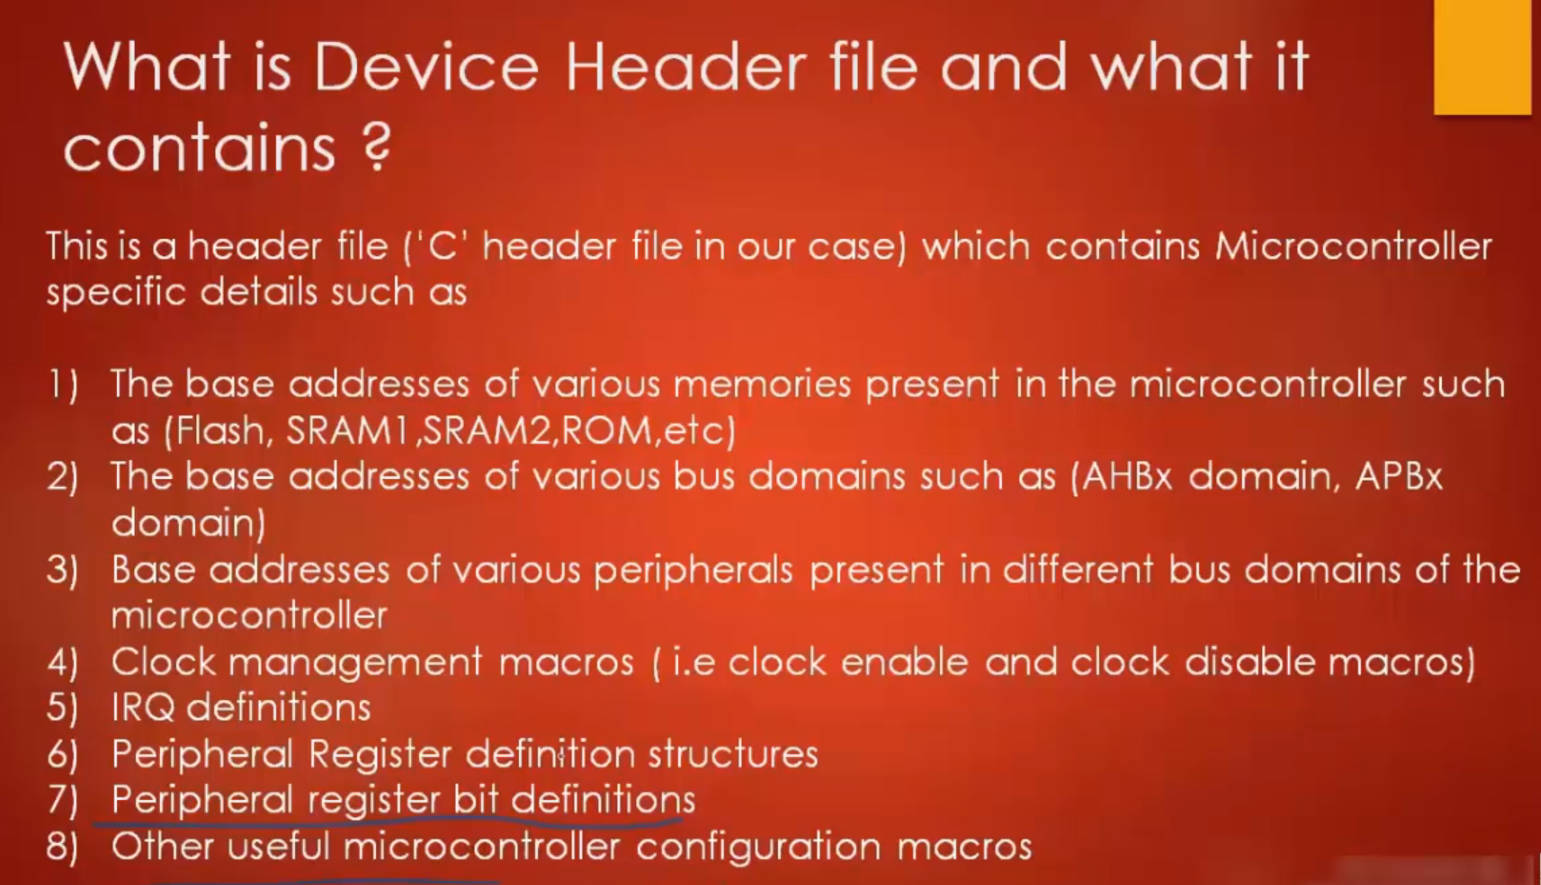 What is Device Header file and what it
contains ?
This is a header file ('C' header file in our case) which contains Microcontroller
specific details such as
1) The base addresses of various memories present in the microcontroller such
as (Flash, SRAM1,SRAM2,ROM,etc)
2) The base addresses of various bus domains such as (AHBx domain, APBx
domain)
3) Base addresses of various peripherals present in different bus domains of the
microcontroller
4) Clock management macros ( i.e clock enable and clock disable macros)
5) IRQ definitions
6) Peripheral Register definition structures
7) Peripheral register bit definitions
8) Other useful microcontroller configuration macros